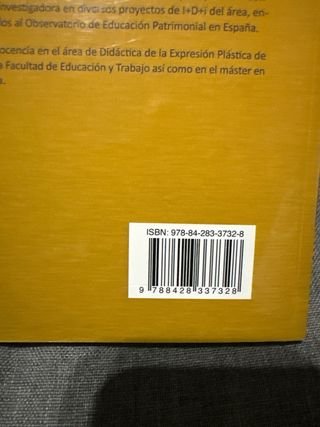 investigadora en diversos proyectos de I+D+i del área, en-
los al Observatorio de Educación Patrimonial en España.
ocencia en el área de Didáctica de la Expresión Plástica de
a Facultad de Educación y Trabajo así como en el máster en
a.
ISBN: 978-84-283-3732-8
9 788428 337328